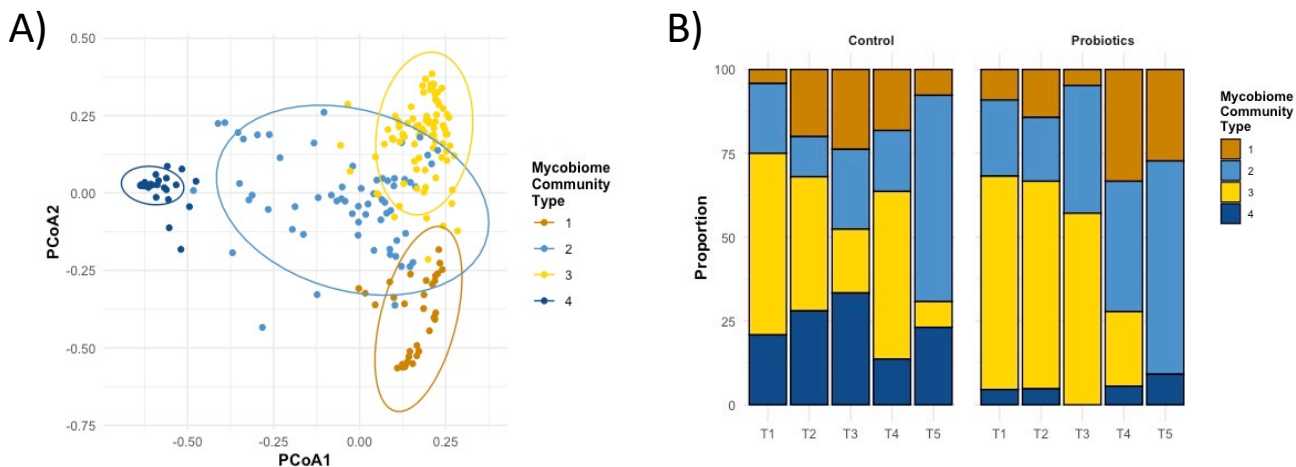 A)
0.50
0.25
0.00
-0.25
-0.50
-0.75
PCoA2
-0.50 -0.25 0.00 0.25
PCoA1
Mycobiome
Community
Type
1
2
3
4
B)
Control Probiotics
100
75
50
25
0
Proportion
T1 T2 T3 T4 T5 T1 T2 T3 T4 T5
Mycobiome
Community
Type
1
2
3
4